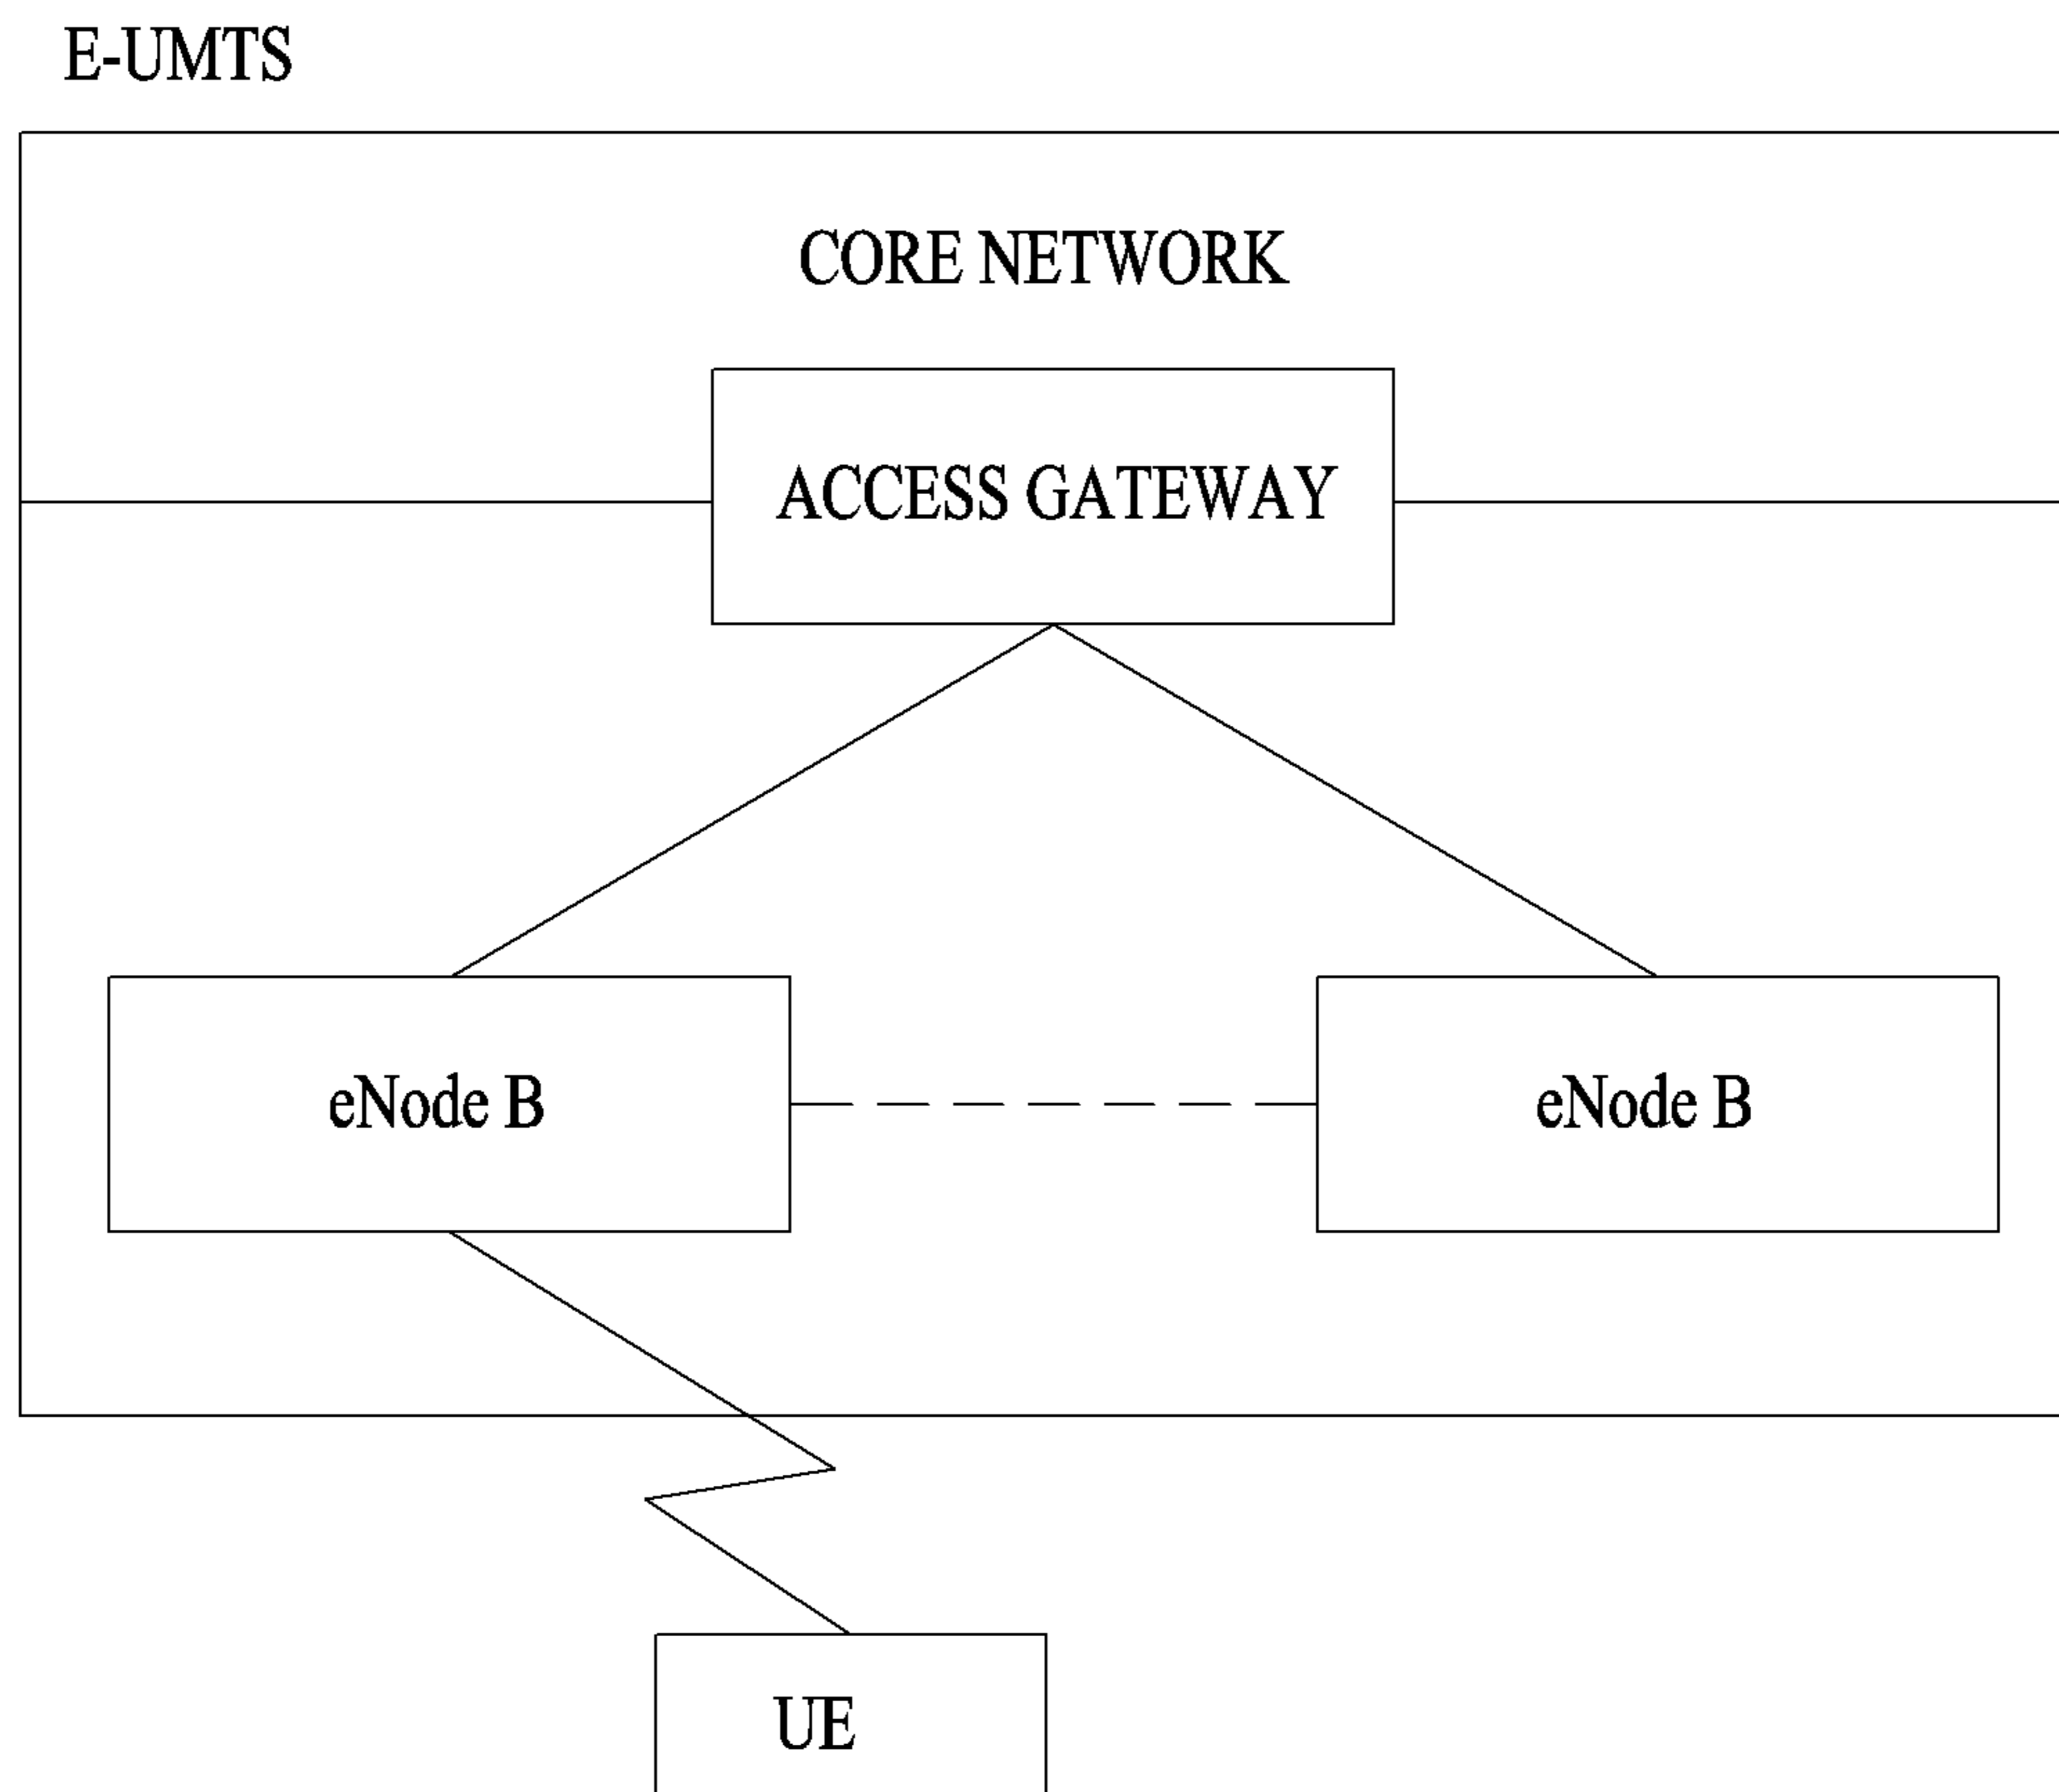 E-UMTS
CORE NETWORK
ACCESS GATEWAY
eNode B
eNode B
UE